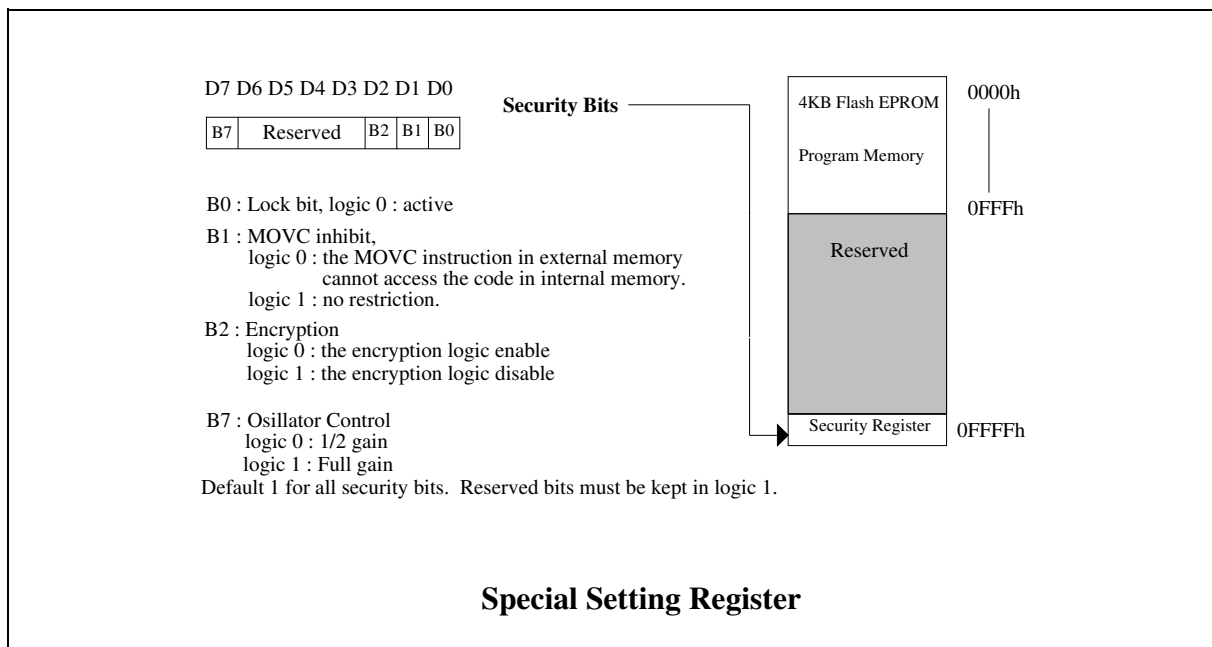 D7 D6 D5 D4 D3 D2 D1 D0
B7 Reserved B2 B1 B0
B0 : Lock bit, logic 0 : active
B1 : MOVC inhibit,
logic 0 : the MOVC instruction in external memory
cannot access the code in internal memory.
logic 1 : no restriction.
B2 : Encryption
logic 0 : the encryption logic enable
logic 1 : the encryption logic disable
B7 : Osillator Control
logic 0 : 1/2 gain
logic 1 : Full gain
Default 1 for all security bits. Reserved bits must be kept in logic 1.
Security Bits
4KB Flash EPROM
Program Memory
Reserved
Security Register
0000h
0FFFh
0FFFFh
Special Setting Register